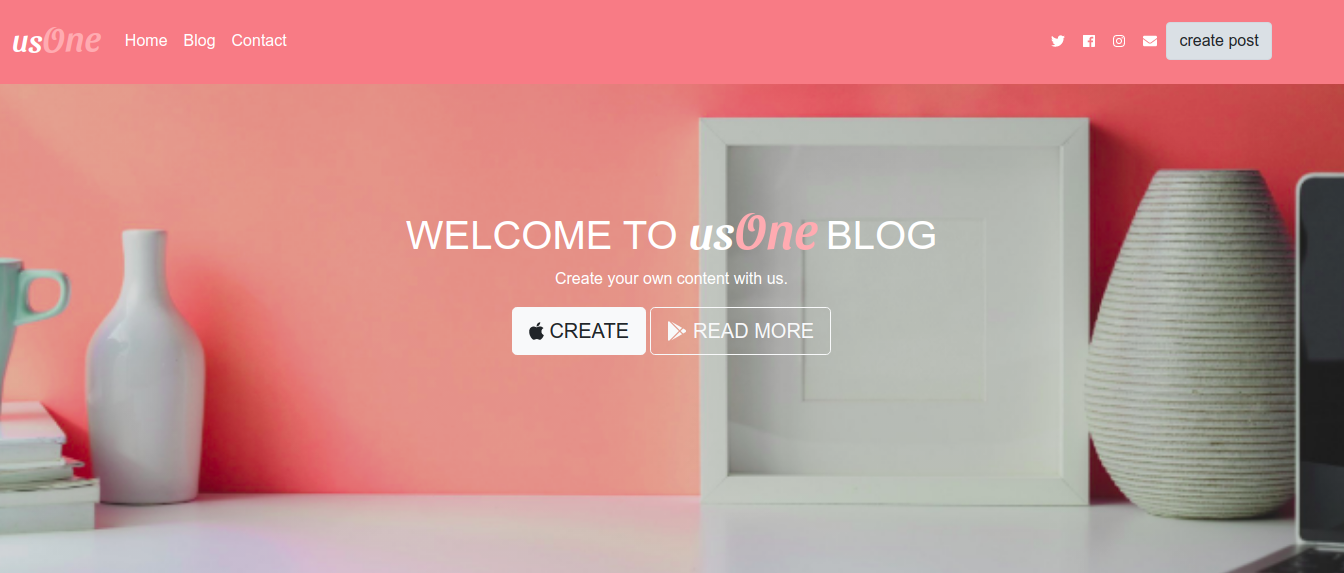 usOne Home Blog Contact create post
WELCOME TO usOne BLOG
Create your own content with us.
CREATE READ MORE